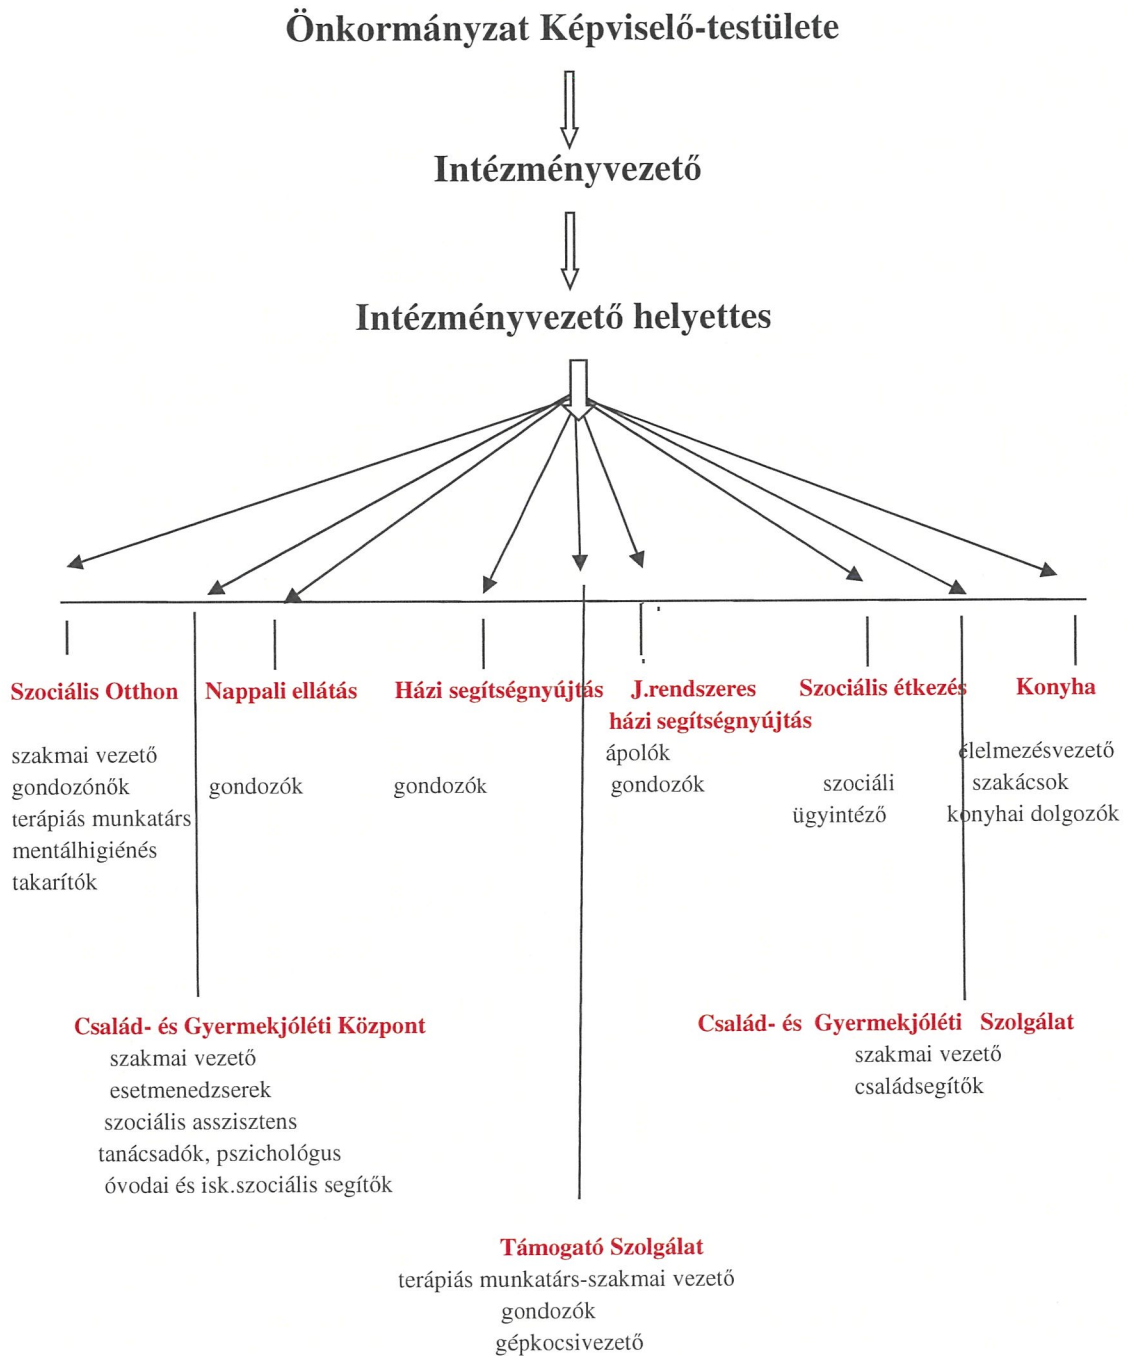 Önkormányzat Képviselő-testülete
Intézményvezető
Intézményvezető helyettes
Szociális Otthon
szakmai vezető
gondozónők
terápiás munkatárs
mentálhigiénés
takarítók
Nappali ellátás
gondozók
Házi segítségnyújtás
gondozók
J.rendszeres
házi segítségnyújtás
ápolók
gondozók
Szociális étkezés
szociáli
ügyintéző
Konyha
élelmezésvezető
szakácsok
konyhai dolgozók
Család- és Gyermekjóléti Központ
szakmai vezető
esetmenedzserek
szociális asszisztens
tanácsadók, pszichológus
óvodai és isk.szociális segítők
Család- és Gyermekjóléti Szolgálat
szakmai vezető
családsegítők
Támogató Szolgálat
terápiás munkatárs-szakmai vezető
gondozók
gépkocsivezető